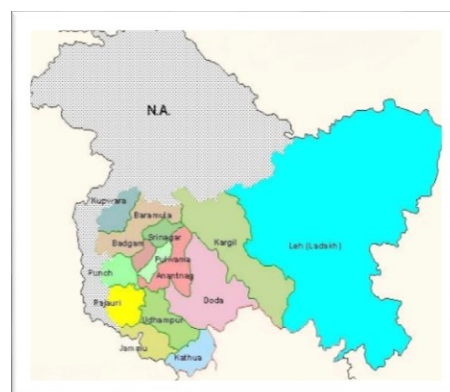 N.A.
Kupwara
Baramula
Srinagar
Badgam
Kargil
Leh (Ladakh)
Pulwama
Punch
Anantnag
Doda
Rajauri
Udhampur
Jammu
Kathua